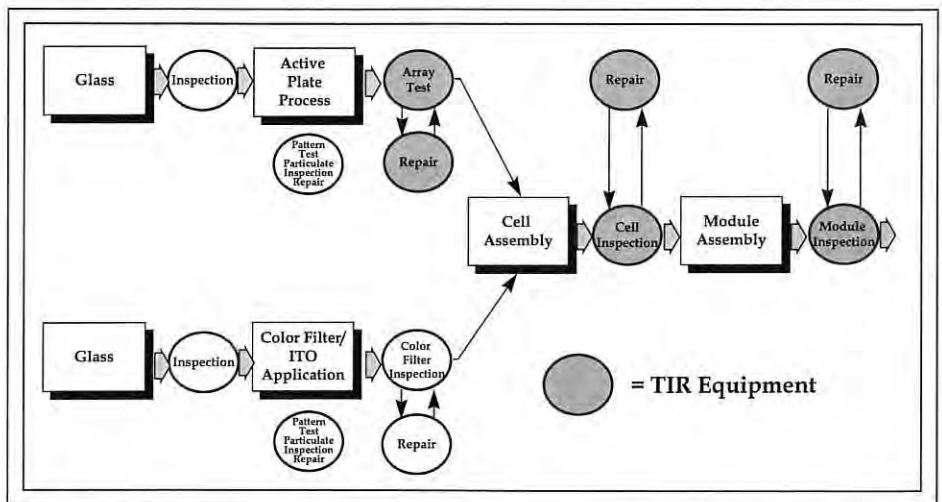 Glass
Inspection
Active
Plate
Process
Array
Test
Repair
Pattern
Test
Particulate
Inspection
Repair
Repair
Repair
Cell
Assembly
Cell
Inspection
Module
Assembly
Module
Inspection
Glass
Inspection
Color Filter/
ITO
Application
Color
Filter
Inspection
Repair
Pattern
Test
Particulate
Inspection
Repair
= TIR Equipment